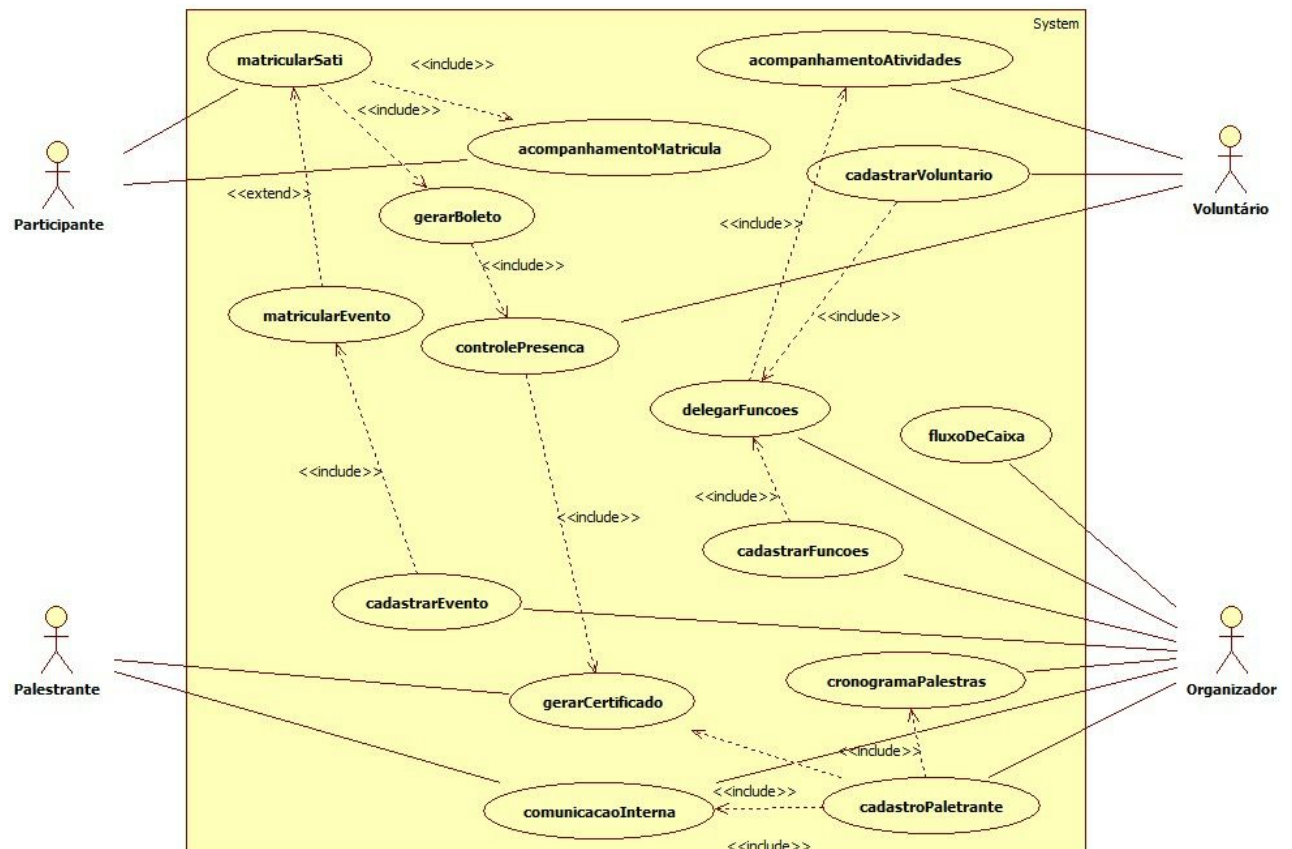 System
matricularSati
<<include>>
acompanhamentoAtividades
<<include>>
acompanhamentoMatricula
cadastrarVoluntario
<<extend>>
gerarBoleto
Participante
Voluntário
<<include>>
<<include>>
matricularEvento
<<include>>
controlePresenca
delegarFuncoes
fluxoDeCaixa
<<include>>
<<include>>
<<include>>
cadastrarFuncoes
cadastrarEvento
Palestrante
cronogramaPalestras
Organizador
gerarCertificado
<<include>>
<<include>>
comunicacaoInterna
cadastroPaletrante
<<include>>